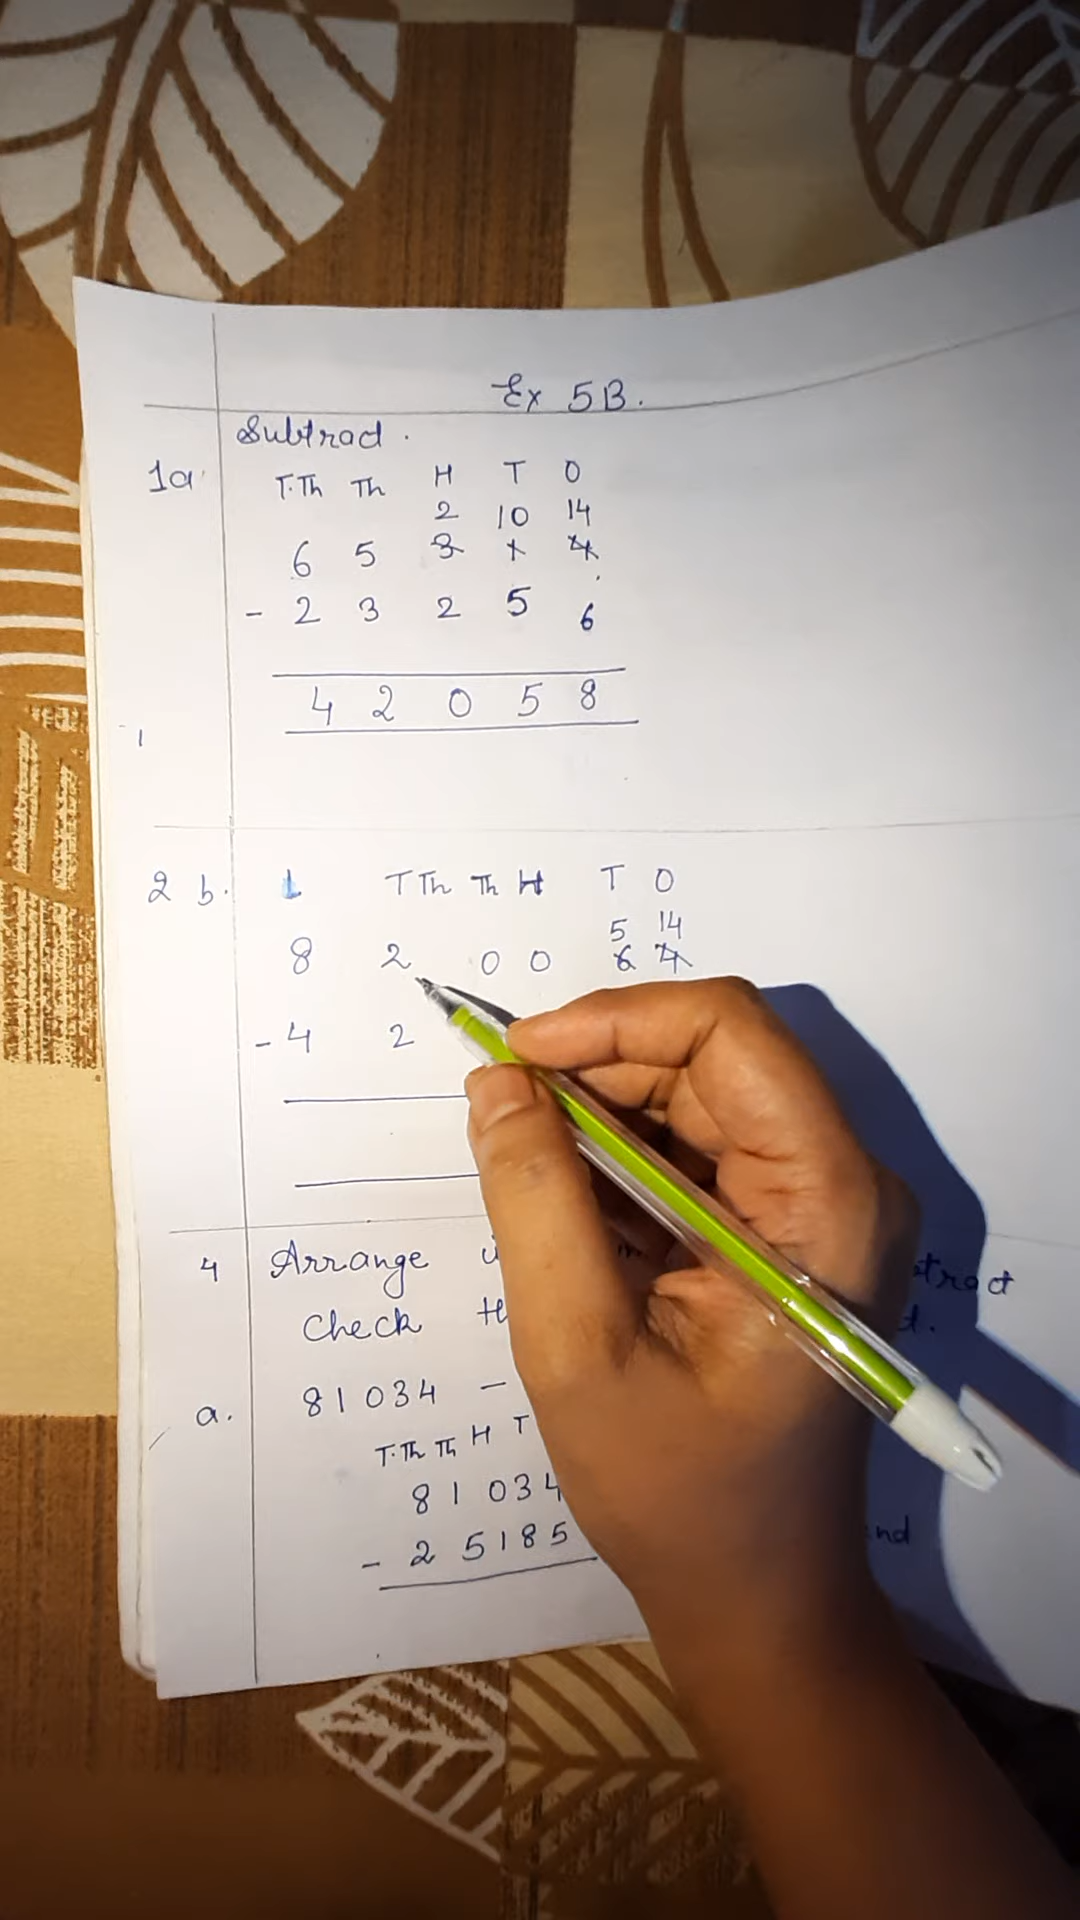 Ex 5B.
Subtrad.
1a T.Th Th H T O
2 10 14
6 5 3 1 4
- 2 3 2 5 6
4 2 0 5 8
2 b. L T Th Th H T O
5 14
8 2 0 0 6 4
- 4 2
4 Arrange
Check
a. 81034 -
T.Th Th H T
8 1 0 3 4
- 2 5 1 8 5